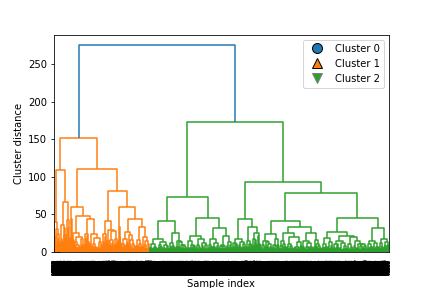 Cluster 0
Cluster 1
Cluster 2
250
200
150
100
50
0
Cluster distance
Sample index